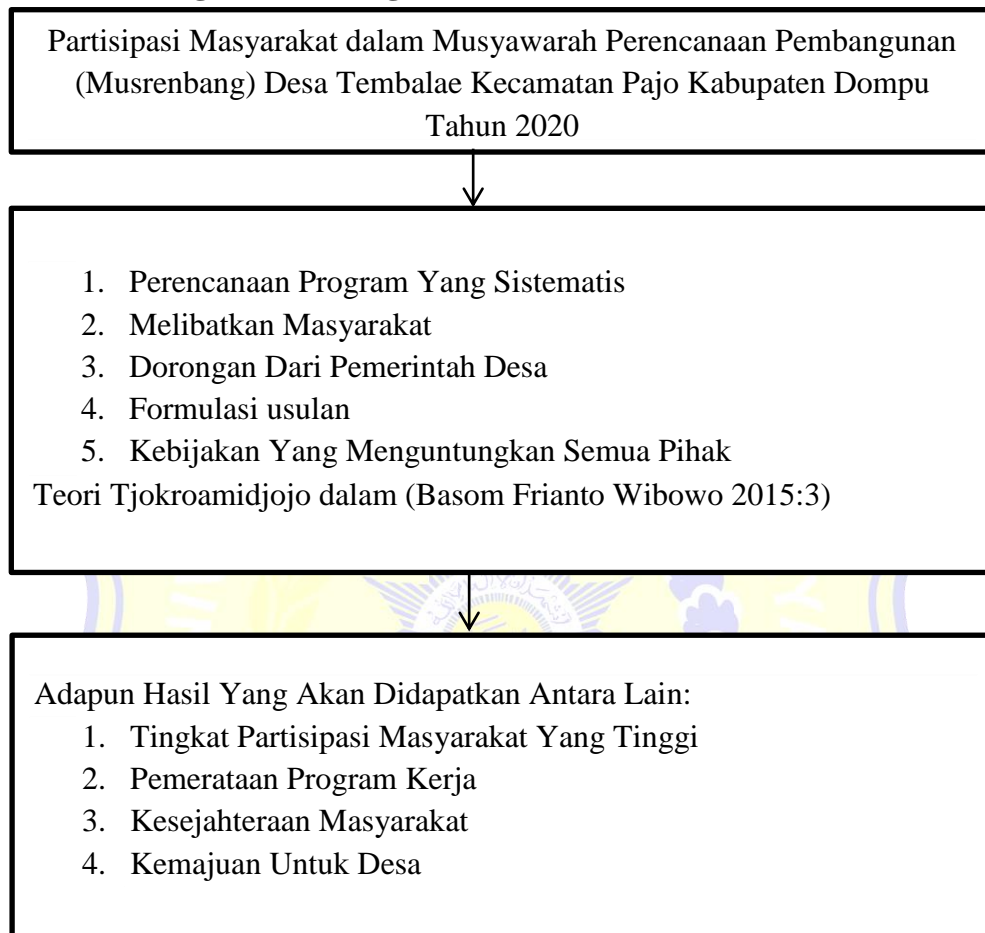 Partisipasi Masyarakat dalam Musyawarah Perencanaan Pembangunan
(Musrenbang) Desa Tembalae Kecamatan Pajo Kabupaten Dompu
Tahun 2020
1. Perencanaan Program Yang Sistematis
2. Melibatkan Masyarakat
3. Dorongan Dari Pemerintah Desa
4. Formulasi usulan
5. Kebijakan Yang Menguntungkan Semua Pihak
Teori Tjokroamidjojo dalam (Basom Frianto Wibowo 2015:3)
Adapun Hasil Yang Akan Didapatkan Antara Lain:
1. Tingkat Partisipasi Masyarakat Yang Tinggi
2. Pemerataan Program Kerja
3. Kesejahteraan Masyarakat
4. Kemajuan Untuk Desa